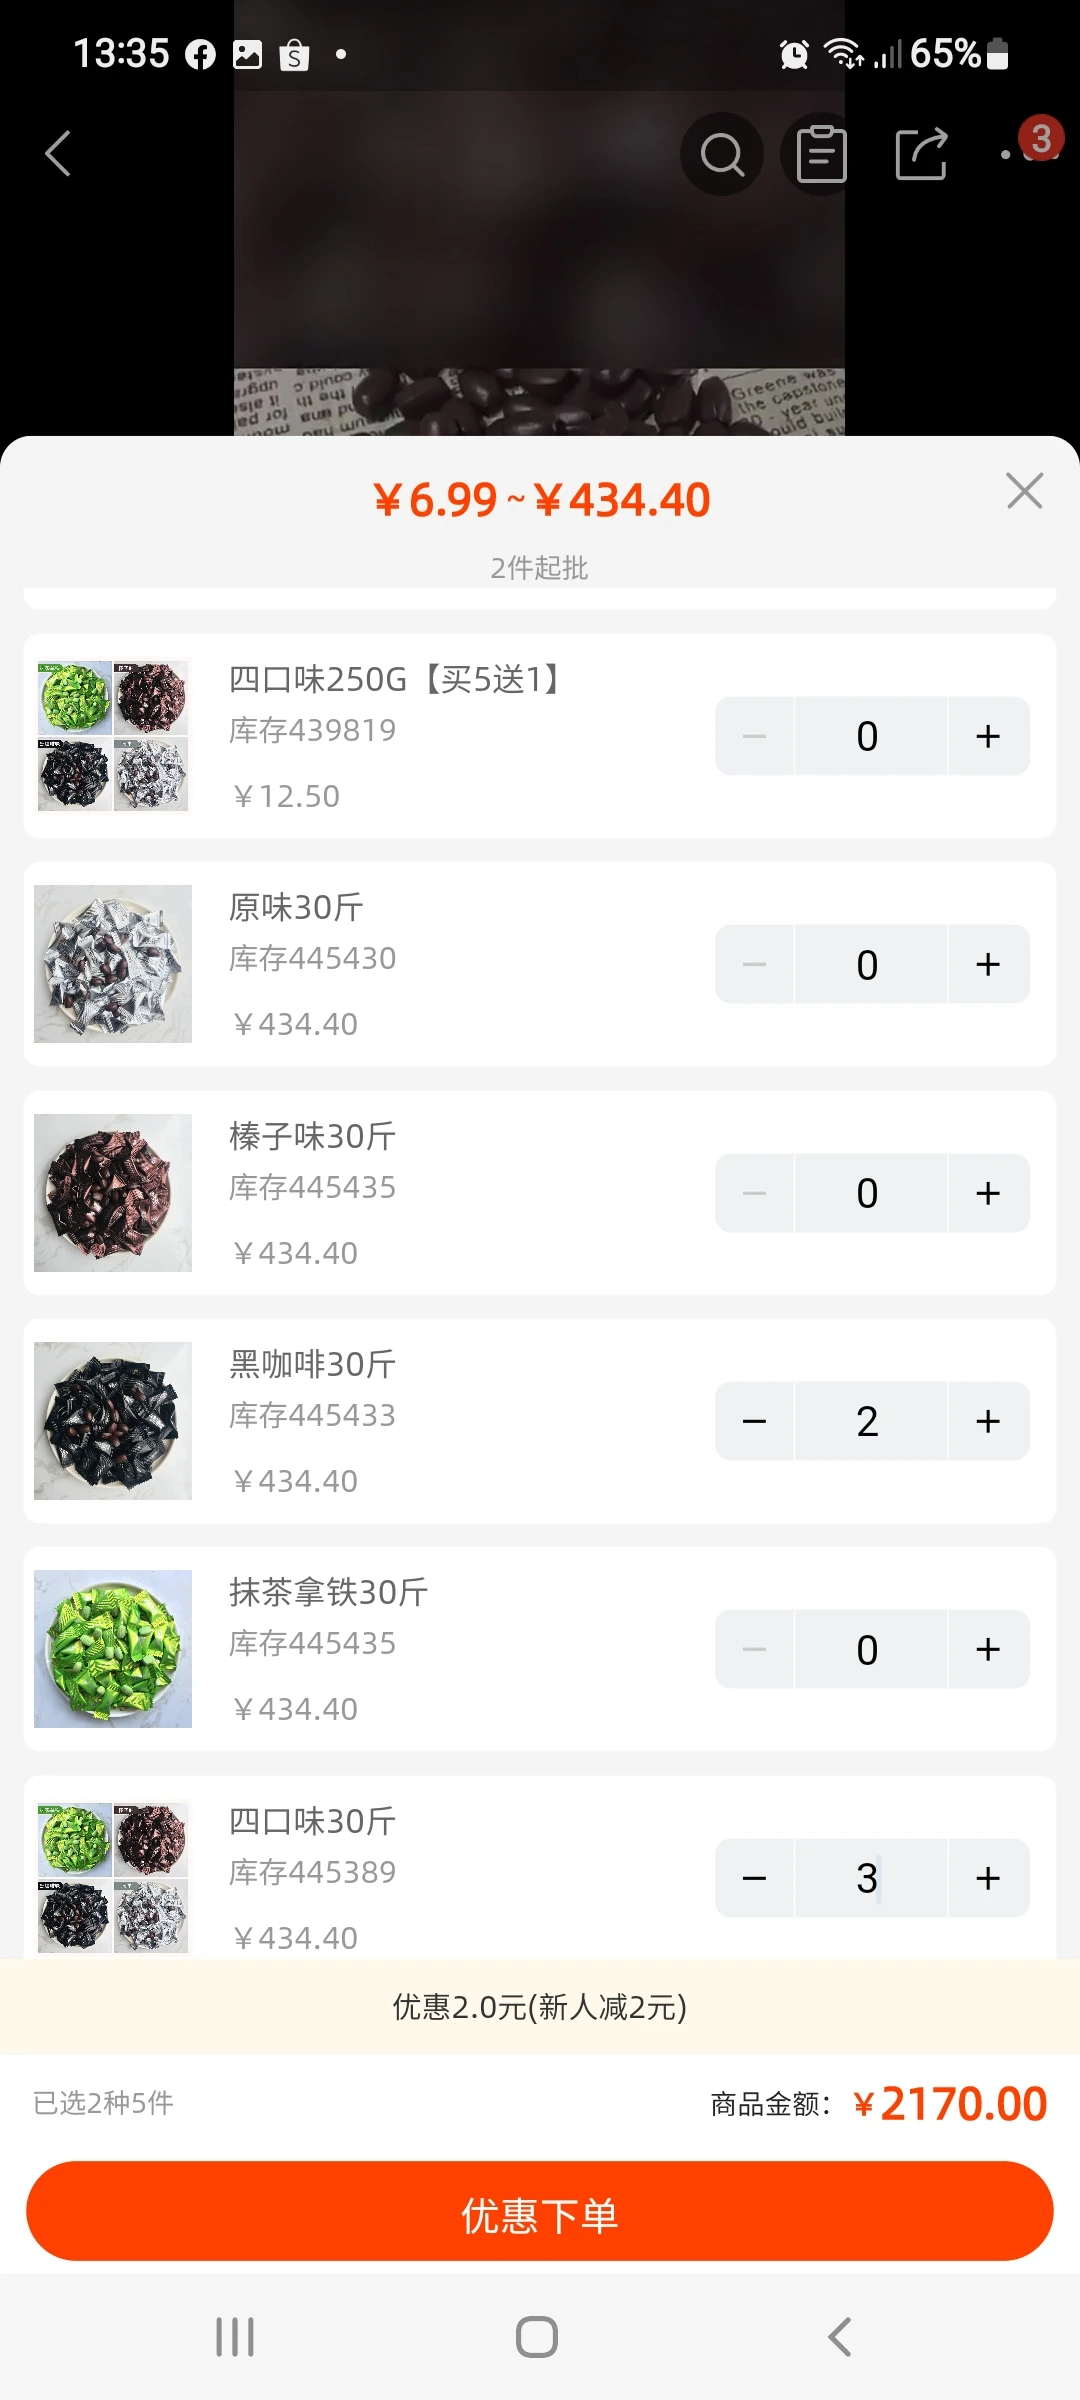 13:35
65%
3
¥6.99~¥434.40
2件起批
四口味250G【买5送1】
库存439819
¥12.50
0
原味30斤
库存445430
¥434.40
0
榛子味30斤
库存445435
¥434.40
0
黑咖啡30斤
库存445433
¥434.40
2
抹茶拿铁30斤
库存445435
¥434.40
0
四口味30斤
库存445389
¥434.40
3
优惠2.0元(新人减2元)
已选2种5件
商品金额：¥2170.00
优惠下单